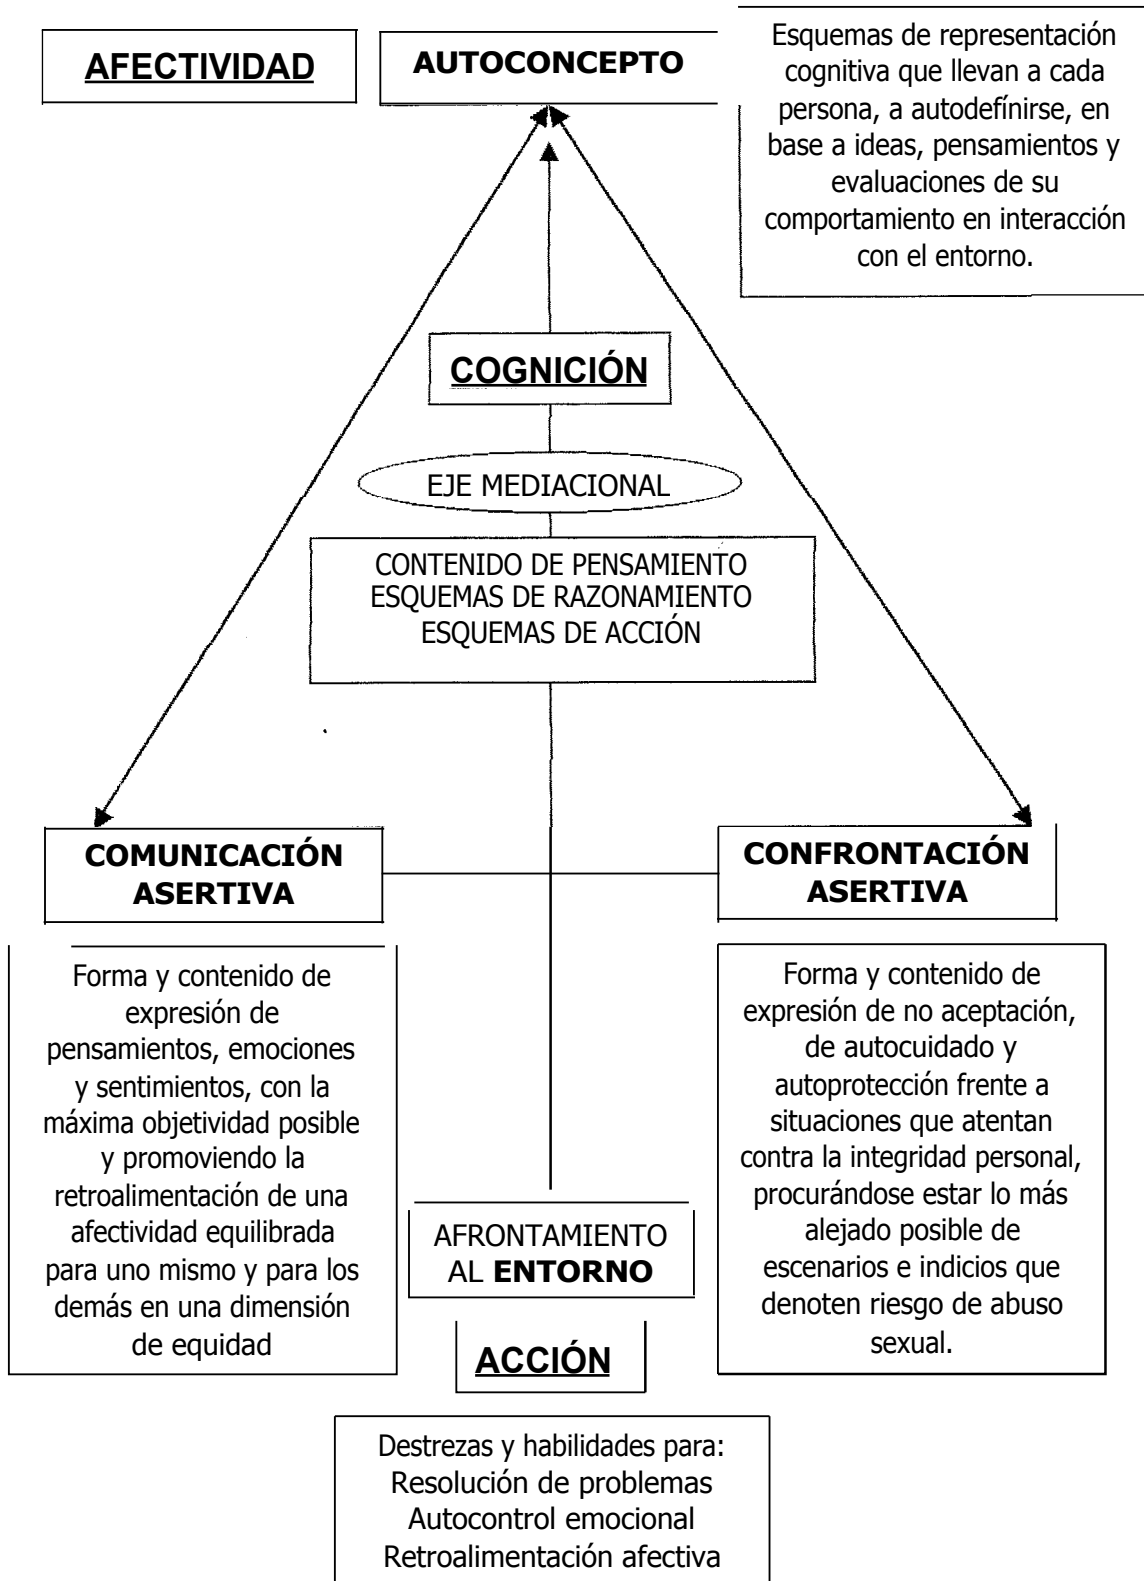 AFECTIVIDAD
AUTOCONCEPTO
Esquemas de representación
cognitiva que llevan a cada
persona, a autodefínirse, en
base a ideas, pensamientos y
evaluaciones de su
comportamiento en interacción
con el entorno.
COGNICIÓN
EJE MEDIACIONAL
CONTENIDO DE PENSAMIENTO
ESQUEMAS DE RAZONAMIENTO
ESQUEMAS DE ACCIÓN
COMUNICACIÓN
ASERTIVA
CONFRONTACIÓN
ASERTIVA
Forma y contenido de
expresión de
pensamientos, emociones
y sentimientos, con la
máxima objetividad posible
y promoviendo la
retroalimentación de una
afectividad equilibrada
para uno mismo y para los
demás en una dimensión
de equidad
Forma y contenido de
expresión de no aceptación,
de autocuidado y
autoprotección frente a
situaciones que atentan
contra la integridad personal,
procurándose estar lo más
alejado posible de
escenarios e indicios que
denoten riesgo de abuso
sexual.
AFRONTAMIENTO
AL ENTORNO
ACCIÓN
Destrezas y habilidades para:
Resolución de problemas
Autocontrol emocional
Retroalimentación afectiva